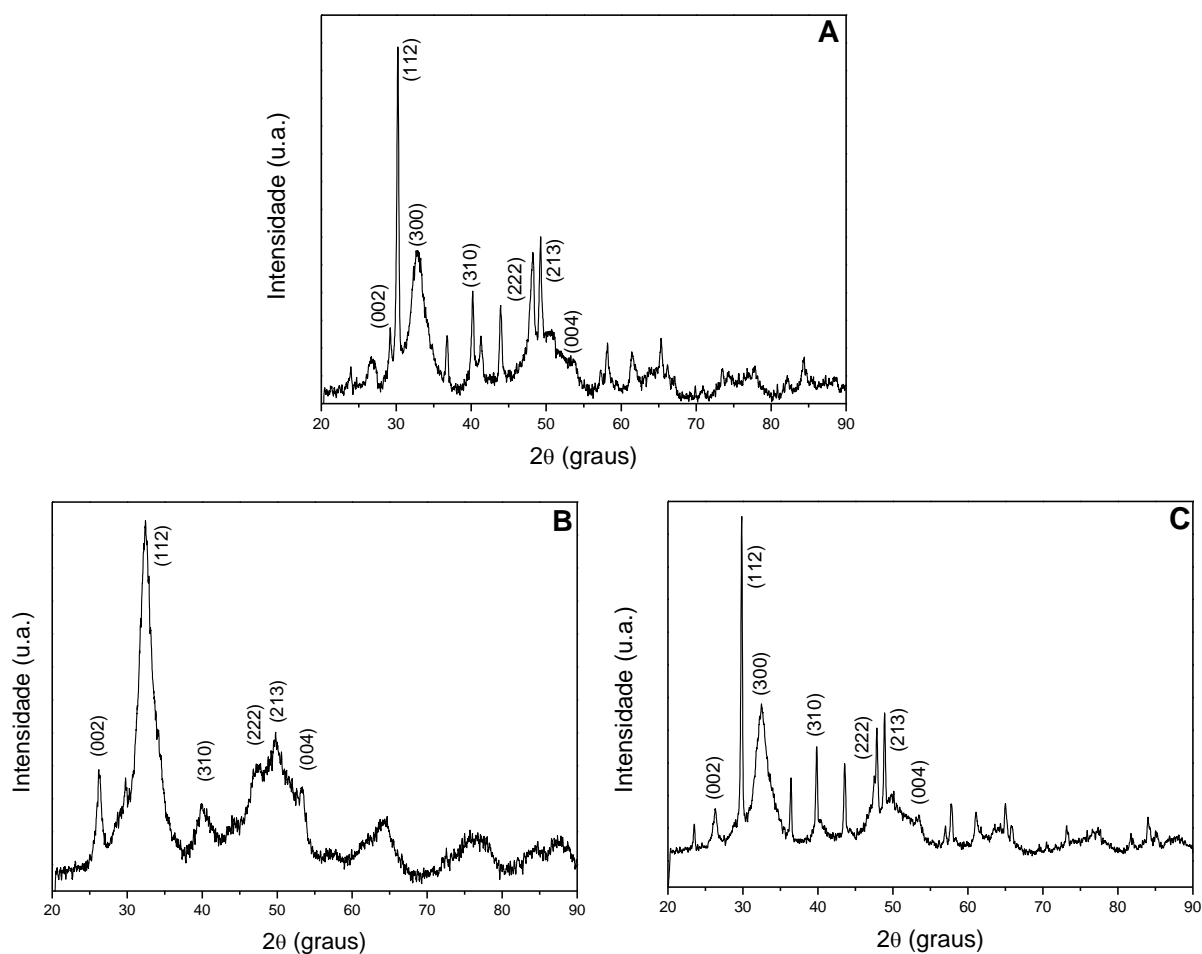 A
Intensidade (u.a.)
(002)
(112)
(300)
(310)
(222)
(213)
(004)
20 30 40 50 60 70 80 90
2θ (graus)
B
Intensidade (u.a.)
(002)
(112)
(310)
(222)
(213)
(004)
20 30 40 50 60 70 80 90
2θ (graus)
C
Intensidade (u.a.)
(002)
(112)
(300)
(310)
(222)
(213)
(004)
20 30 40 50 60 70 80 90
2θ (graus)